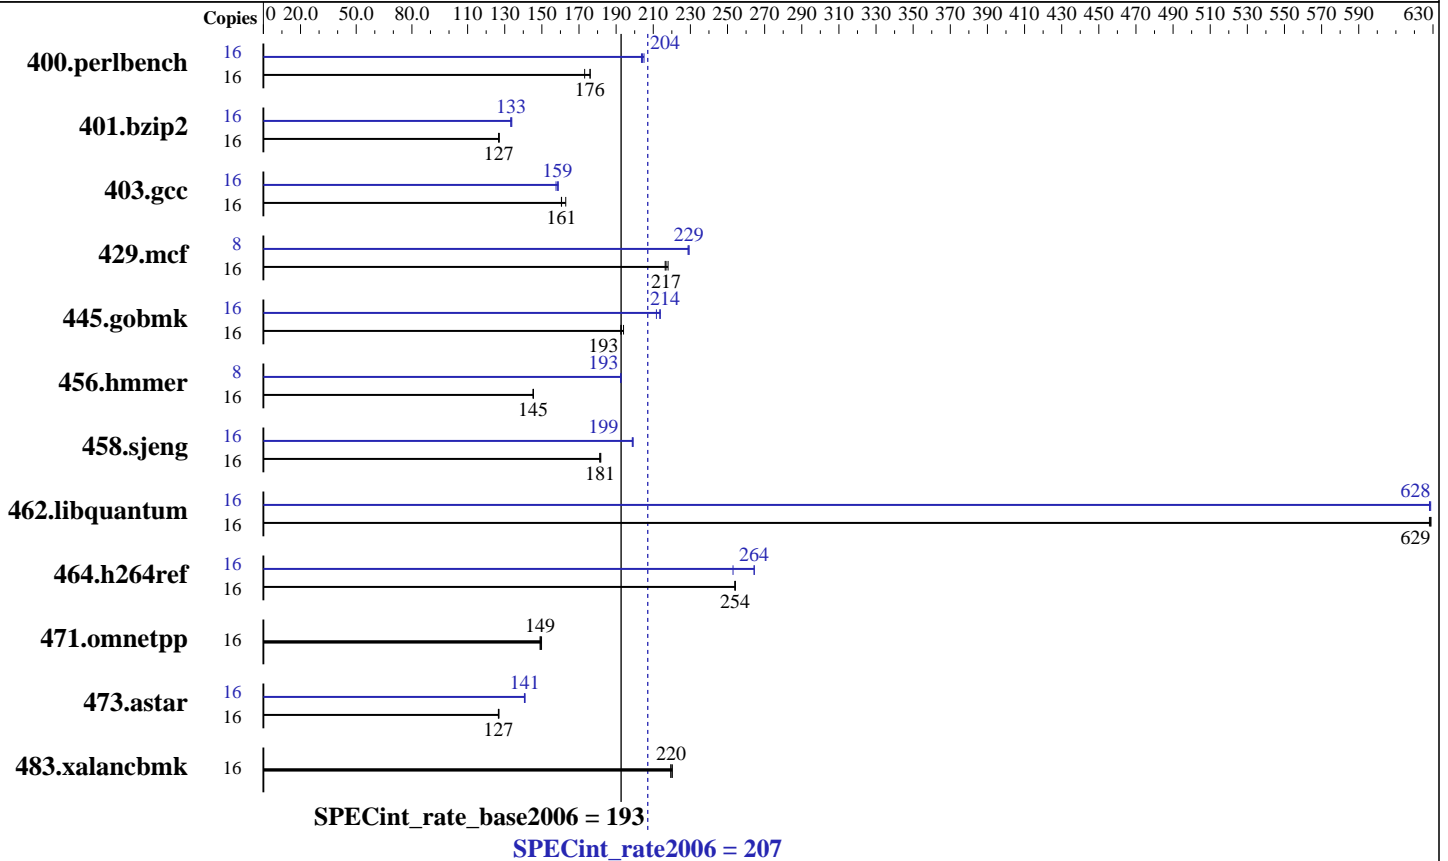 Copies 0 20.0 50.0 80.0 110 130 150 170 190 210 230 250 270 290 310 330 350 370 390 410 430 450 470 490 510 530 550 570 590 630
400.perlbench 16 204
16 176
401.bzip2 16 133
16 127
403.gcc 16 159
16 161
429.mcf 8 229
16 217
445.gobmk 16 214
16 193
456.hmmer 8 193
16 145
458.sjeng 16 199
16 181
462.libquantum 16 628
16 629
464.h264ref 16 264
16 254
471.omnetpp 16 149
473.astar 16 141
16 127
483.xalancbmk 16 220
SPECint_rate_base2006 = 193
SPECint_rate2006 = 207